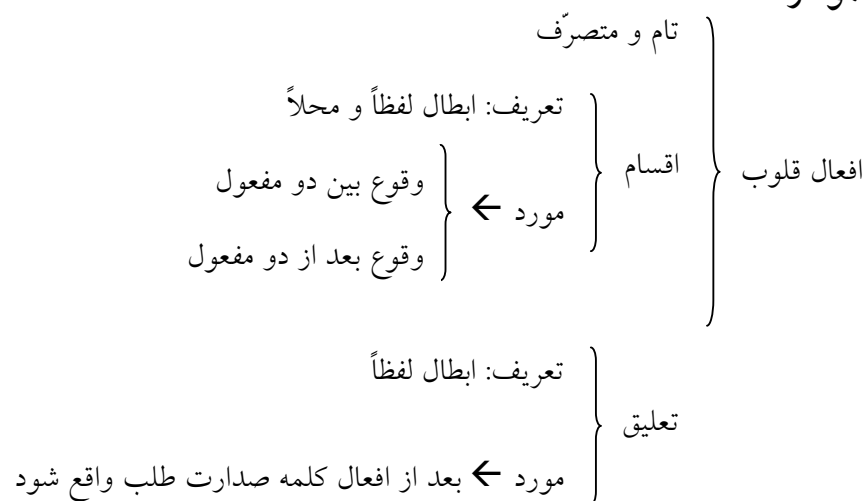 تام و متصرّف
تعریف: ابطال لفظاً و محلاً
افعال قلوب
اقسام
مورد ←
وقوع بین دو مفعول
وقوع بعد از دو مفعول
تعریف: ابطال لفظاً
تعلیق
مورد ← بعد از افعال کلمه صدارت طلب واقع شود